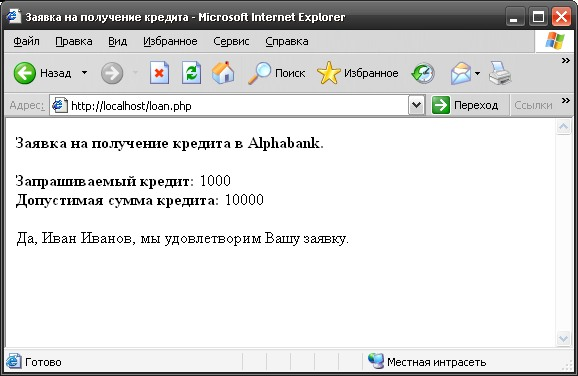 Заявка на получение кредита - Microsoft Internet Explorer
Файл Правка Вид Избранное Сервис Справка
Назад Поиск Избранное
Адрес: http://localhost/loan.php Переход Ссылки
Заявка на получение кредита в Alphabank.
Запрашиваемый кредит: 1000
Допустимая сумма кредита: 10000
Да, Иван Иванов, мы удовлетворим Вашу заявку.
Готово Местная интрасеть